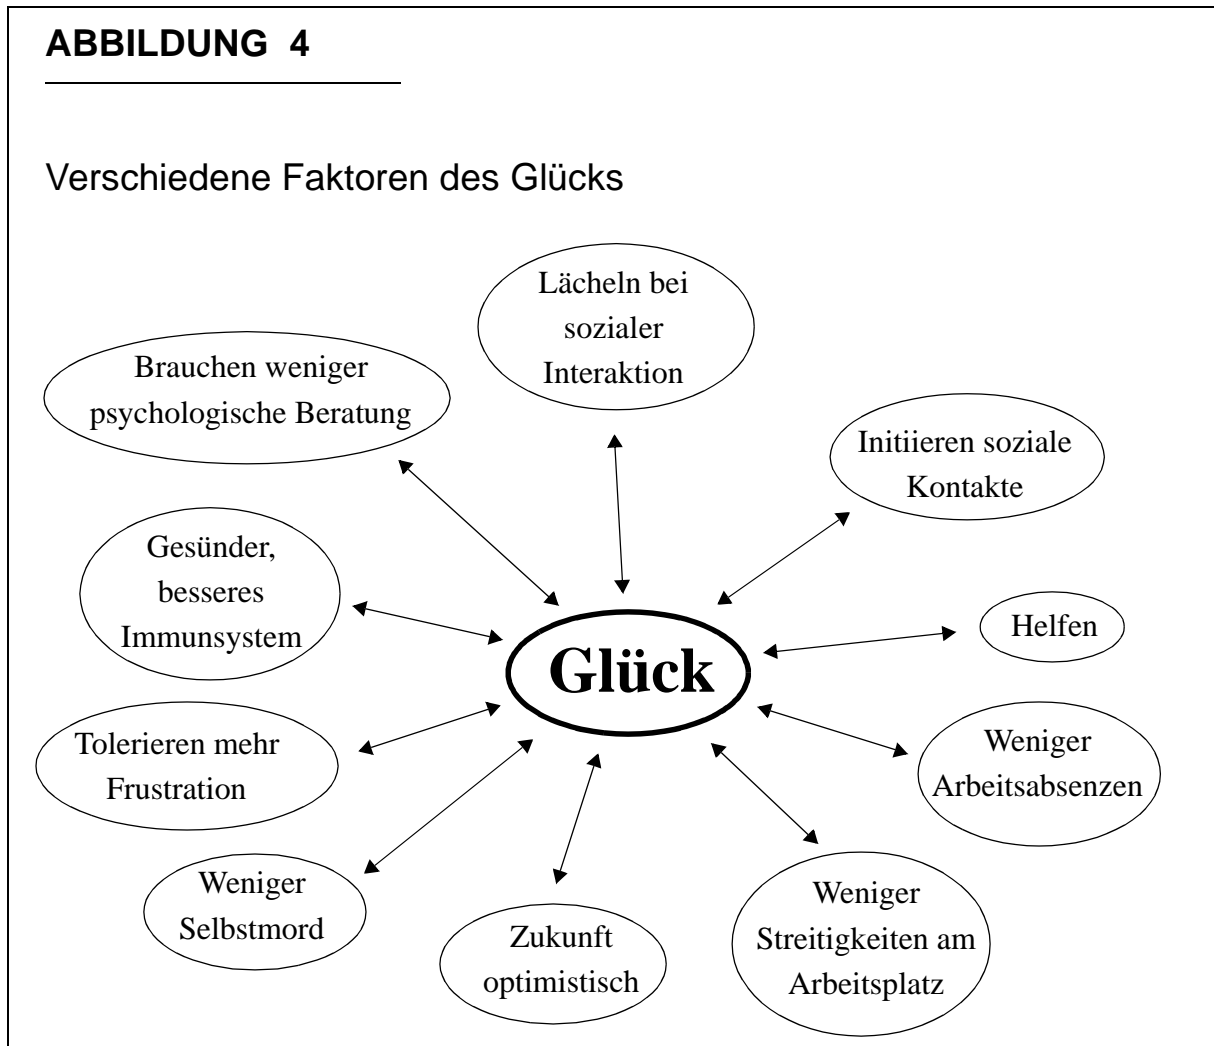 ABBILDUNG 4
Verschiedene Faktoren des Glücks
Lächeln bei
sozialer
Interaktion
Brauchen weniger
psychologische Beratung
Initiieren soziale
Kontakte
Gesünder,
besseres
Immunsystem
Helfen
Glück
Tolerieren mehr
Frustration
Weniger
Arbeitsabsenzen
Weniger
Selbstmord
Zukunft
optimistisch
Weniger
Streitigkeiten am
Arbeitsplatz